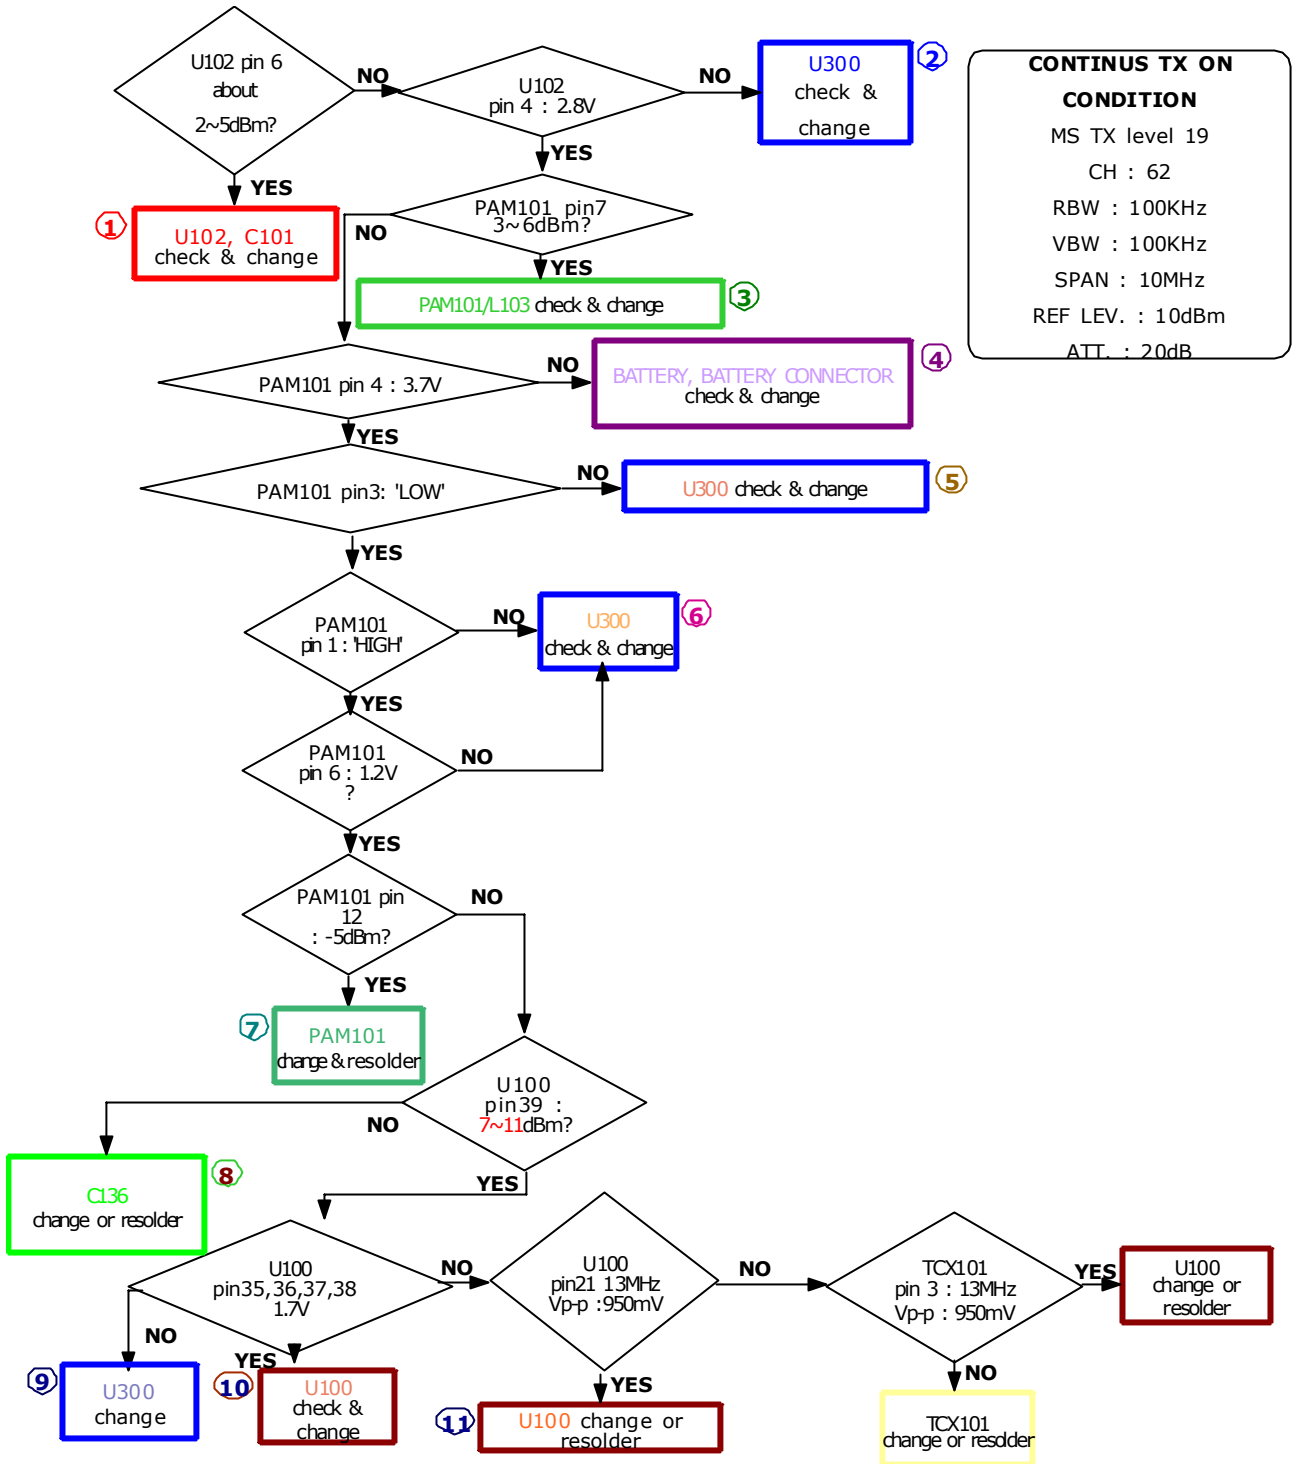 U102 pin 6
about
2~5dBm?
NO
U102
pin 4 : 2.8V
NO
U300
check &
change
2
CONTINUS TX ON
CONDITION
MS TX level 19
CH : 62
RBW : 100KHz
VBW : 100KHz
SPAN : 10MHz
REF LEV. : 10dBm
ATT. : 20dB
YES
YES
1
U102, C101
check & change
PAM101 pin7
3~6dBm?
NO
YES
PAM101/L103 check & change
3
PAM101 pin 4 : 3.7V
NO
BATTERY, BATTERY CONNECTOR
check & change
4
YES
PAM101 pin3: 'LOW'
NO
U300 check & change
5
YES
PAM101
pin 1 : 'HIGH'
NO
U300
check & change
6
YES
PAM101
pin 6 : 1.2V
?
NO
YES
PAM101 pin
12
: -5dBm?
NO
YES
7
PAM101
change & resolder
U100
pin39 :
7~11dBm?
NO
YES
8
C136
change or resolder
U100
pin35,36,37,38
1.7V
NO
U100
pin21 13MHz
Vp-p :950mV
NO
TCX101
pin 3 : 13MHz
Vp-p : 950mV
YES
U100
change or
resolder
NO
YES
9
U300
change
10
U100
check &
change
YES
11
U100 change or
resolder
NO
TCX101
change or resolder